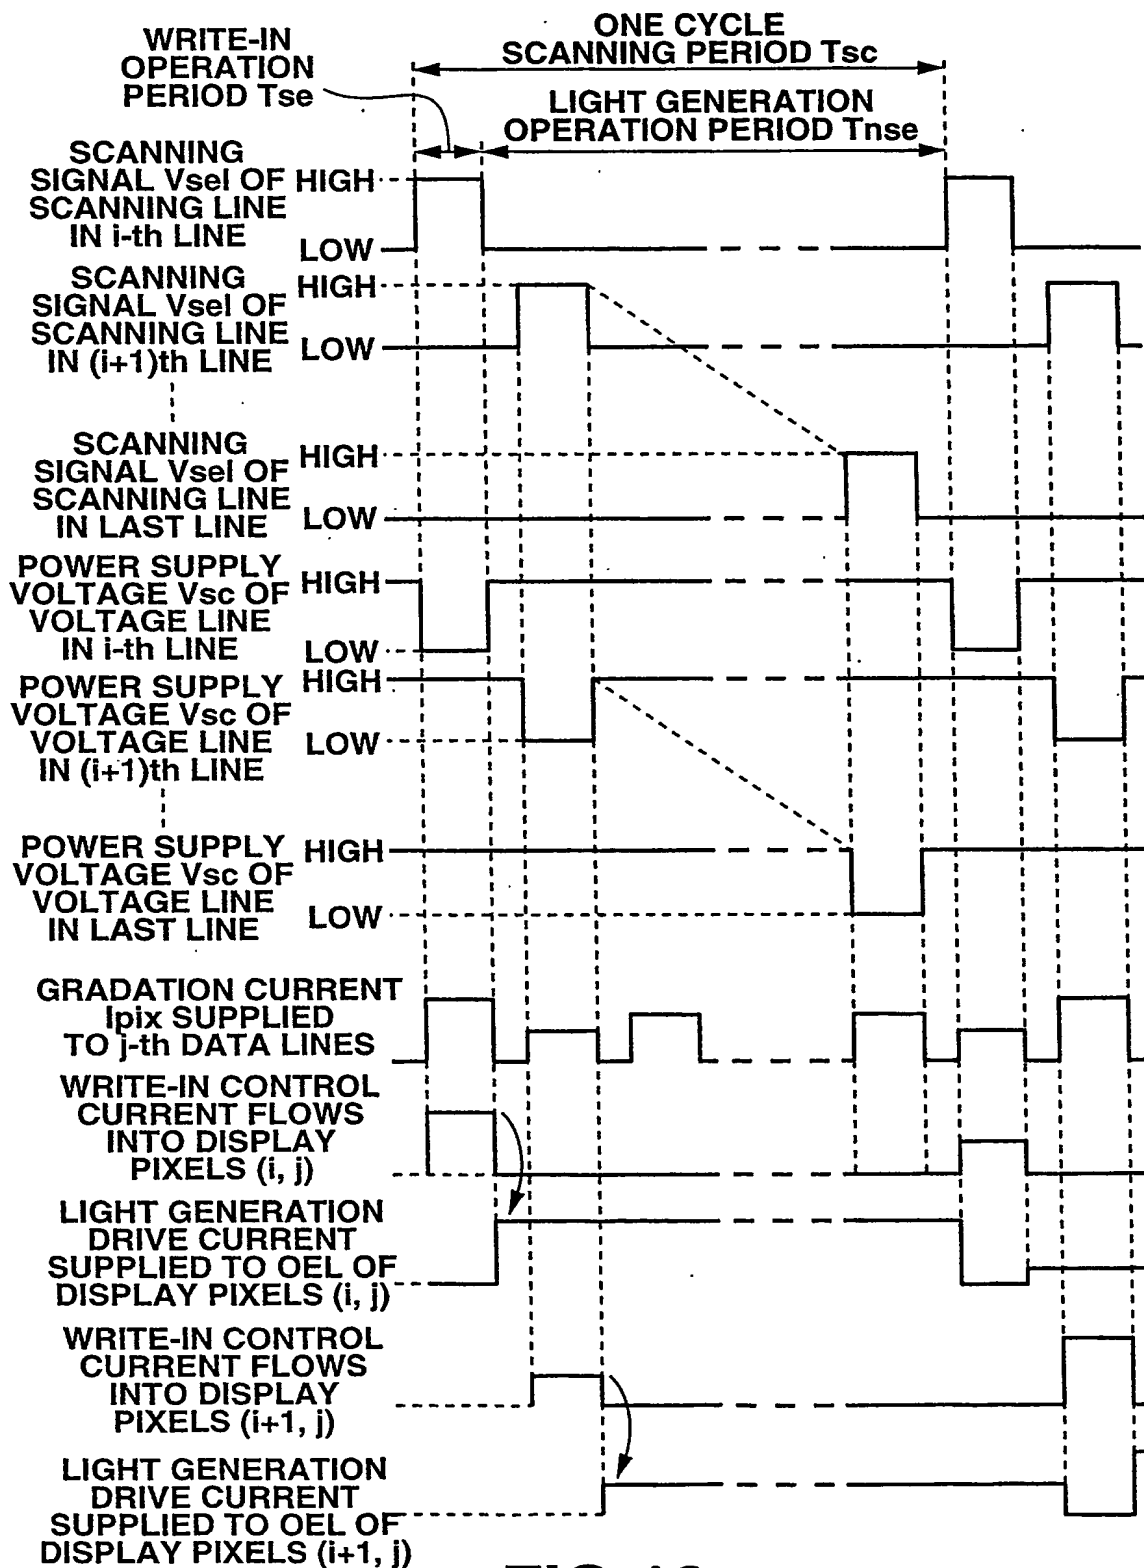 WRITE-IN
OPERATION
PERIOD Tse
ONE CYCLE
SCANNING PERIOD Tsc
LIGHT GENERATION
OPERATION PERIOD Tnse
SCANNING
SIGNAL Vsel OF
SCANNING LINE
IN i-th LINE
HIGH
LOW
SCANNING
SIGNAL Vsel OF
SCANNING LINE
IN (i+1)th LINE
HIGH
LOW
SCANNING
SIGNAL Vsel OF
SCANNING LINE
IN LAST LINE
HIGH
LOW
POWER SUPPLY
VOLTAGE Vsc OF
VOLTAGE LINE
IN i-th LINE
HIGH
LOW
POWER SUPPLY
VOLTAGE Vsc OF
VOLTAGE LINE
IN (i+1)th LINE
HIGH
LOW
POWER SUPPLY
VOLTAGE Vsc OF
VOLTAGE LINE
IN LAST LINE
HIGH
LOW
GRADATION CURRENT
Ipix SUPPLIED
TO j-th DATA LINES
WRITE-IN CONTROL
CURRENT FLOWS
INTO DISPLAY
PIXELS (i, j)
LIGHT GENERATION
DRIVE CURRENT
SUPPLIED TO OEL OF
DISPLAY PIXELS (i, j)
WRITE-IN CONTROL
CURRENT FLOWS
INTO DISPLAY
PIXELS (i+1, j)
LIGHT GENERATION
DRIVE CURRENT
SUPPLIED TO OEL OF
DISPLAY PIXELS (i+1, j)